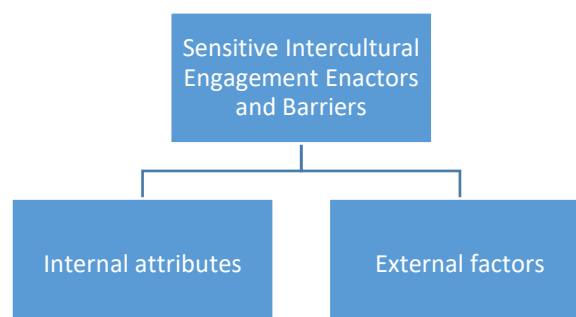 Sensitive Intercultural
Engagement Enactors
and Barriers
Internal attributes
External factors